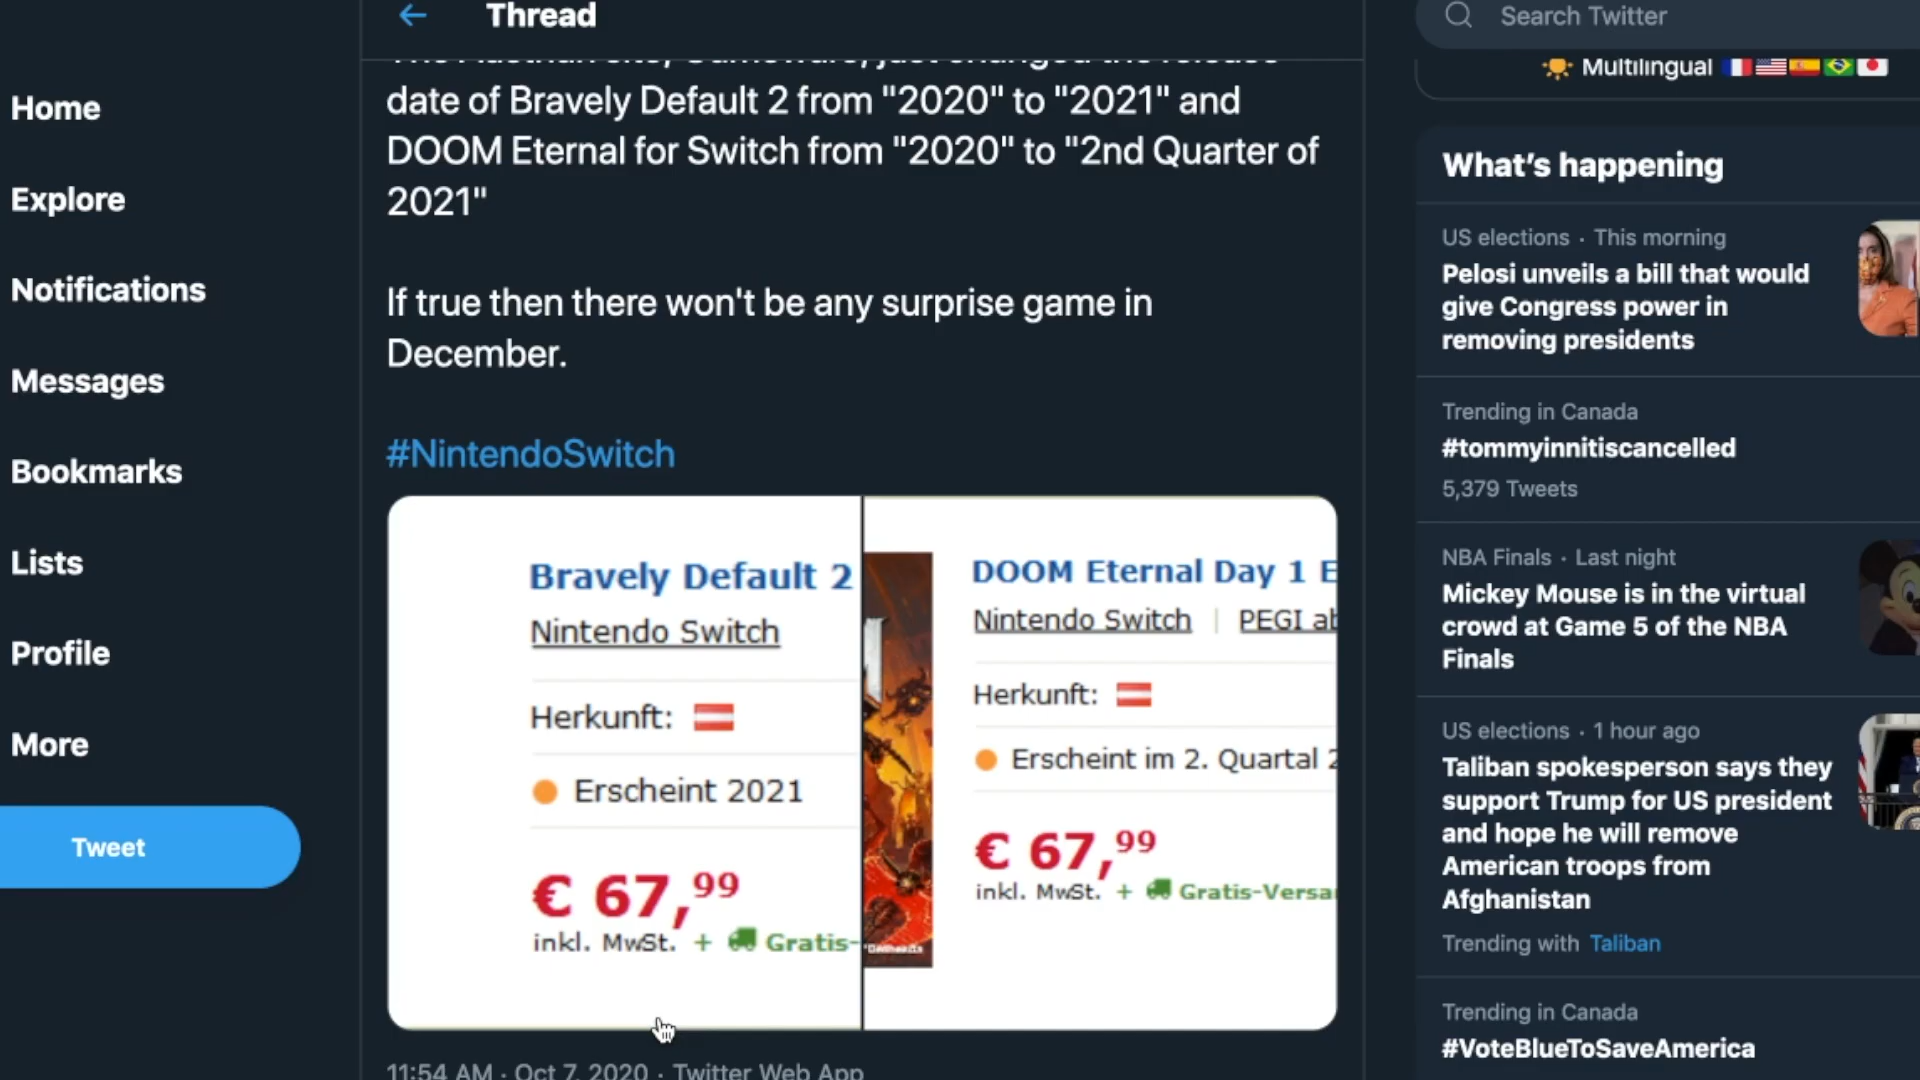 Thread
Search Twitter
Home
Explore
Notifications
Messages
Bookmarks
Lists
Profile
More
Tweet
date of Bravely Default 2 from "2020" to "2021" and
DOOM Eternal for Switch from "2020" to "2nd Quarter of
2021"
If true then there won't be any surprise game in
December.
#NintendoSwitch
Bravely Default 2
Nintendo Switch
Herkunft:
Erscheint 2021
€ 67,99
inkl. MwSt. + Gratis-
DOOM Eternal Day 1 E
Nintendo Switch | PEGI ab
Herkunft:
Erscheint im 2. Quartal 2
€ 67,99
inkl. MwSt. + Gratis-Versa
11:54 AM · Oct 7, 2020 · Twitter Web App
Multilingual
What's happening
US elections · This morning
Pelosi unveils a bill that would
give Congress power in
removing presidents
Trending in Canada
#tommyinnitiscancelled
5,379 Tweets
NBA Finals · Last night
Mickey Mouse is in the virtual
crowd at Game 5 of the NBA
Finals
US elections · 1 hour ago
Taliban spokesperson says they
support Trump for US president
and hope he will remove
American troops from
Afghanistan
Trending with Taliban
Trending in Canada
#VoteBlueToSaveAmerica